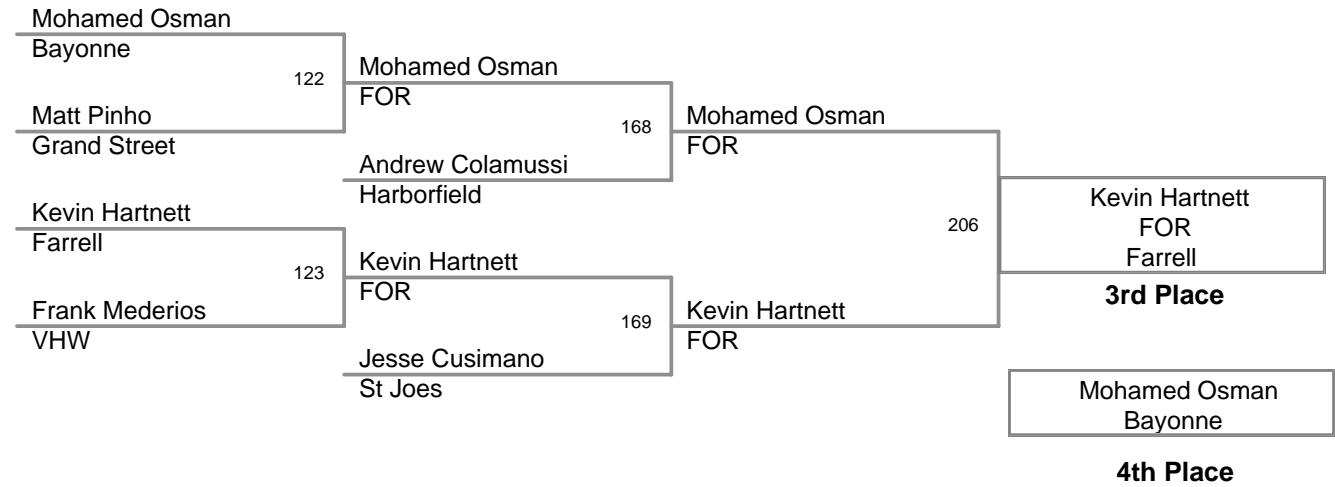 Mohamed Osman
Bayonne
122
Matt Pinho
Grand Street
Kevin Hartnett
Farrell
123
Frank Mederios
VHW
Mohamed Osman
FOR
168
Andrew Colamussi
Harborfield
Kevin Hartnett
FOR
169
Jesse Cusimano
St Joes
Mohamed Osman
FOR
206
Kevin Hartnett
FOR
Kevin Hartnett
FOR
Farrell
3rd Place
Mohamed Osman
Bayonne
4th Place